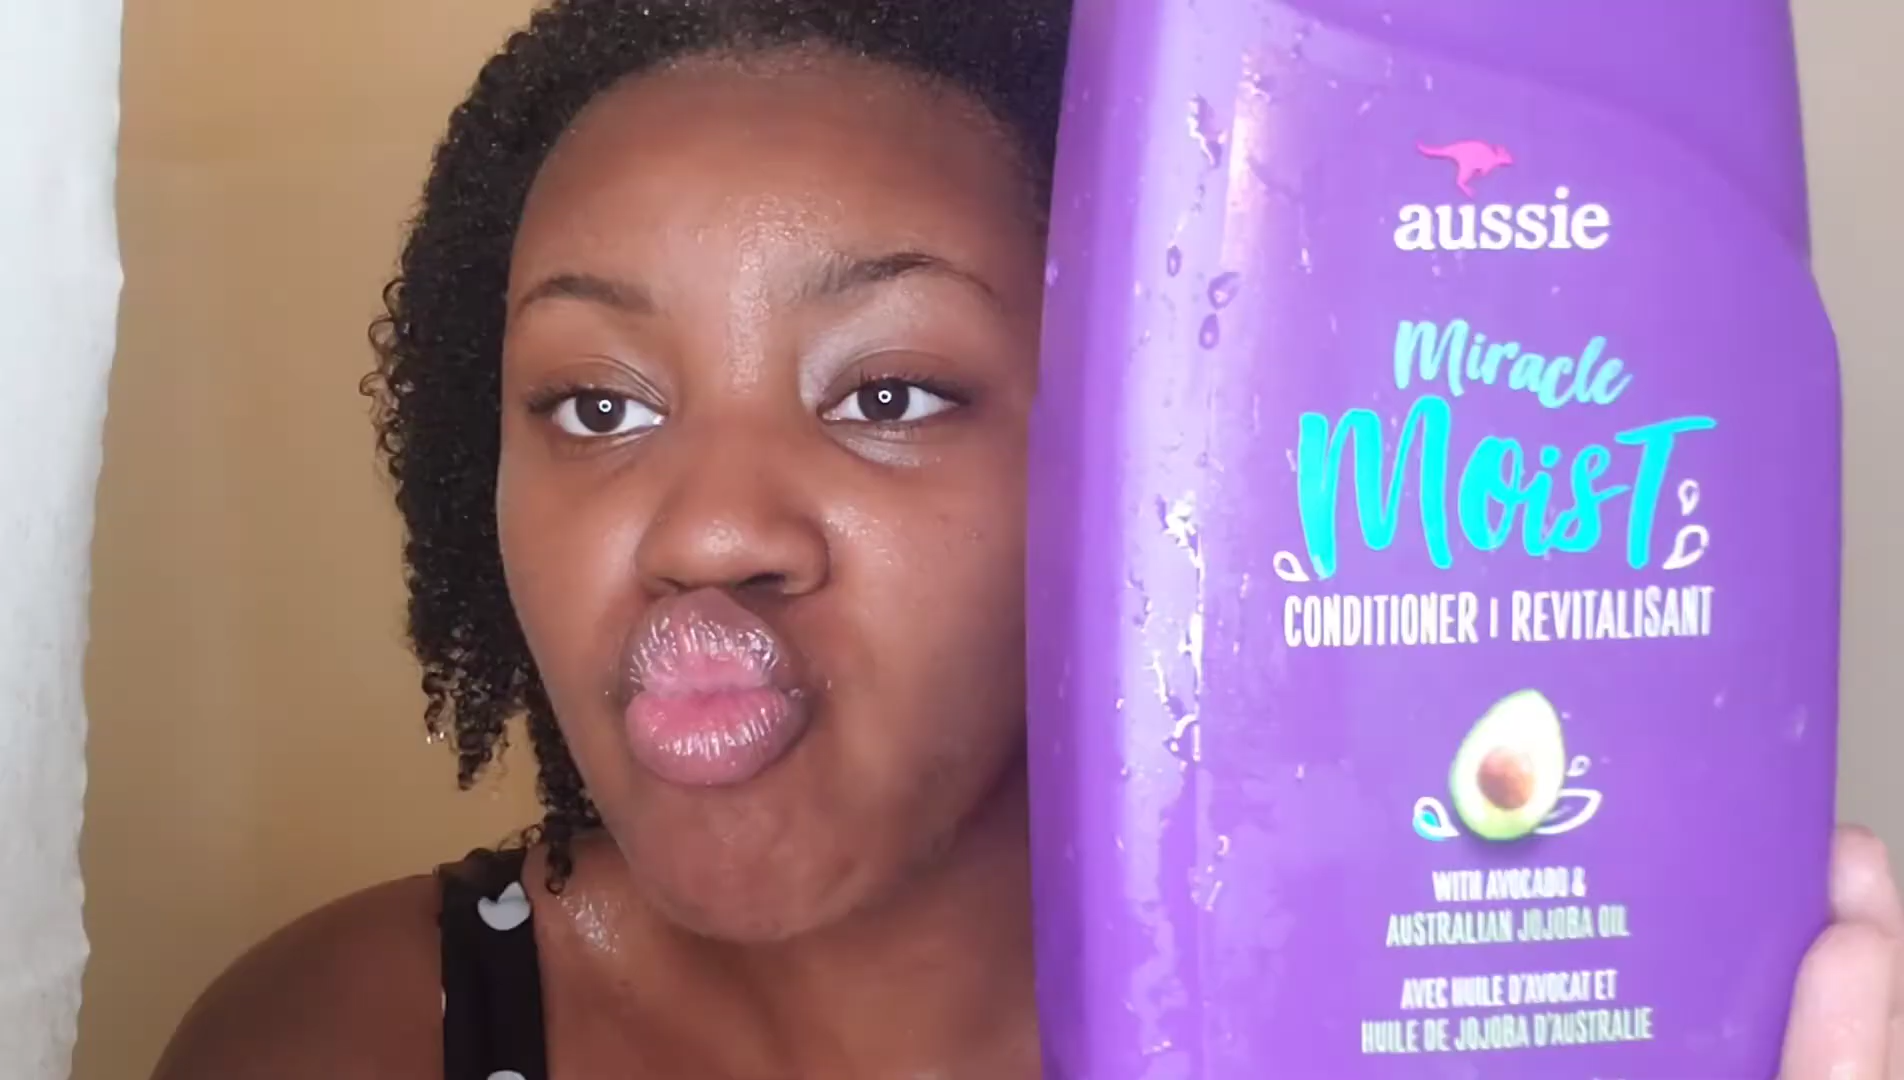 aussie
Miracle
Moist
CONDITIONER | REVITALISANT
WITH AVOCADO &
AUSTRALIAN JOJOBA OIL
AVEC HUILE D'AVOCAT ET
HUILE DE JOJOBA D'AUSTRALIE